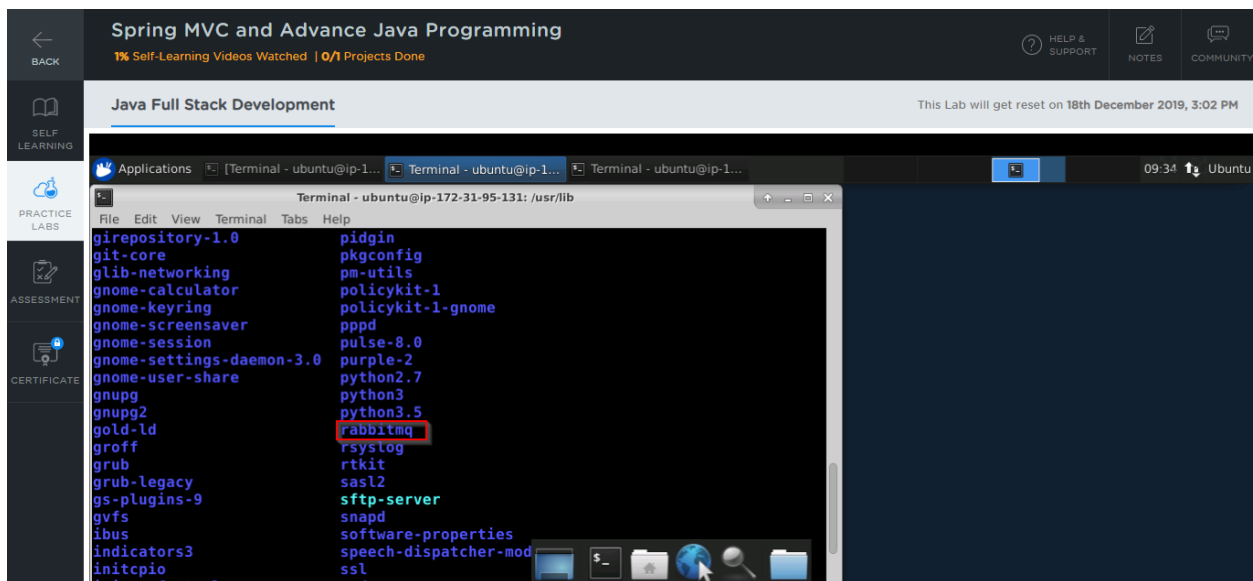 BACK
Spring MVC and Advance Java Programming
1% Self-Learning Videos Watched | 0/1 Projects Done
? HELP & SUPPORT
NOTES
COMMUNITY
SELF LEARNING
PRACTICE LABS
ASSESSMENT
CERTIFICATE
Java Full Stack Development
This Lab will get reset on 18th December 2019, 3:02 PM
Applications [Terminal - ubuntu@ip-1... Terminal - ubuntu@ip-1... Terminal - ubuntu@ip-1... 09:34 Ubuntu
Terminal - ubuntu@ip-172-31-95-131: /usr/lib
File Edit View Terminal Tabs Help
girepository-1.0 pidgin
git-core pkgconfig
glib-networking pm-utils
gnome-calculator policykit-1
gnome-keyring policykit-1-gnome
gnome-screensaver pppd
gnome-session pulse-8.0
gnome-settings-daemon-3.0 purple-2
gnome-user-share python2.7
gnupg python3
gnupg2 python3.5
gold-ld rabbitmq
groff rsyslog
grub rtkit
grub-legacy sasl2
gs-plugins-9 sftp-server
gvfs snapd
ibus software-properties
indicators3 speech-dispatcher-mod
initcpio ssl